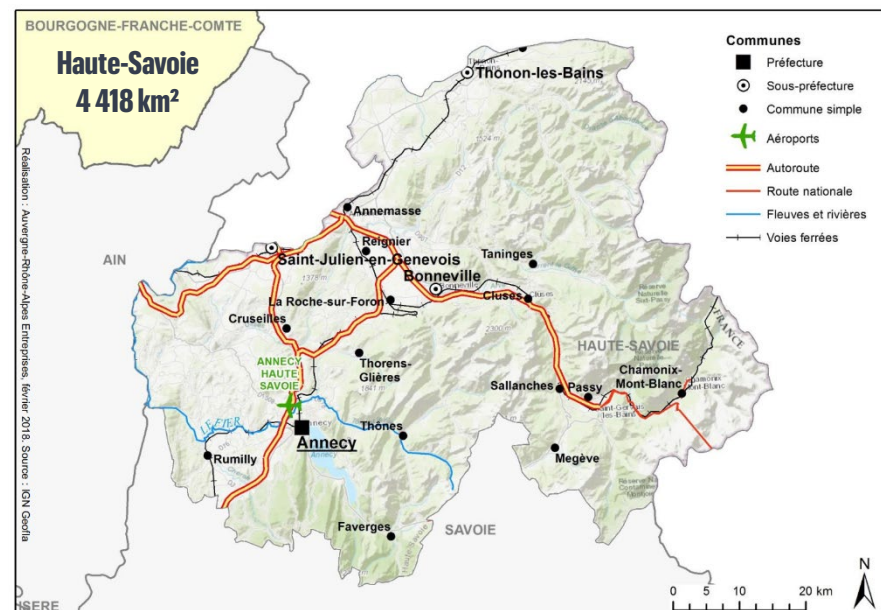 BOURGOGNE-FRANCHE-COMTE
Haute-Savoie
4 418 km²
Communes
Préfecture
Sous-préfecture
Commune simple
Aéroports
Autoroute
Route nationale
Fleuves et rivières
Voies ferrées
Réalisation : Auvergne-Rhône-Alpes Entreprises, février 2018. Source : IGN Geofla
Thonon-les-Bains
Annemasse
Reignier
Saint-Julien-en-Genevois
Taninges
AIN
Bonneville
La Roche-sur-Foron
Cluses
Cluses
Cruseilles
2300 m
FRANCE
HAUTE-SAVOIE
ANNECY
HAUTE
SAVOIE
Thorens-
Glières
Chamonix-
Mont-Blanc
Sallanches
Passy
LE FIER
Annecy
Thônes
Rumilly
Megève
Faverges
SAVOIE
ISERE
N
0 5 10 20 km